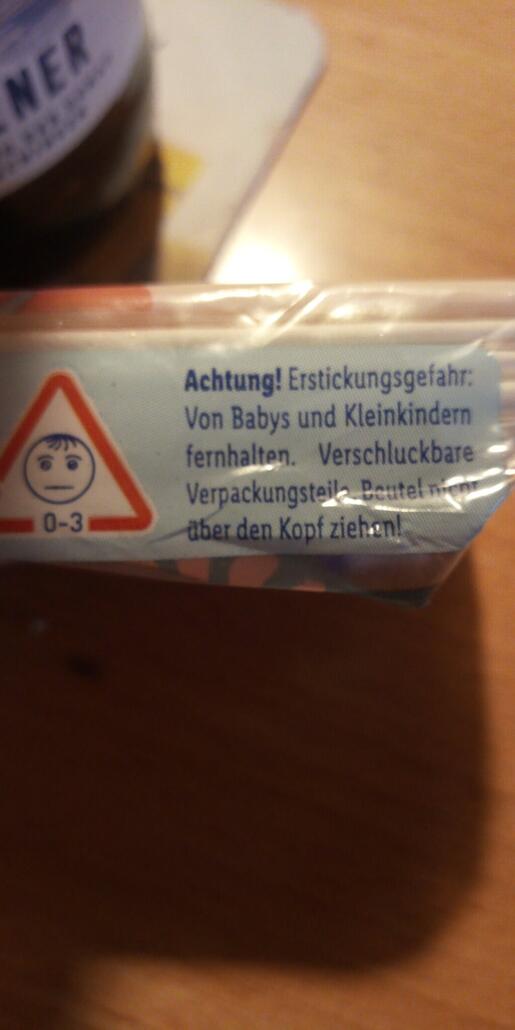 NER
Achtung! Erstickungsgefahr:
Von Babys und Kleinkindern
fernhalten. Verschluckbare
Verpackungsteile. Beutel nicht
über den Kopf ziehen!
0-3